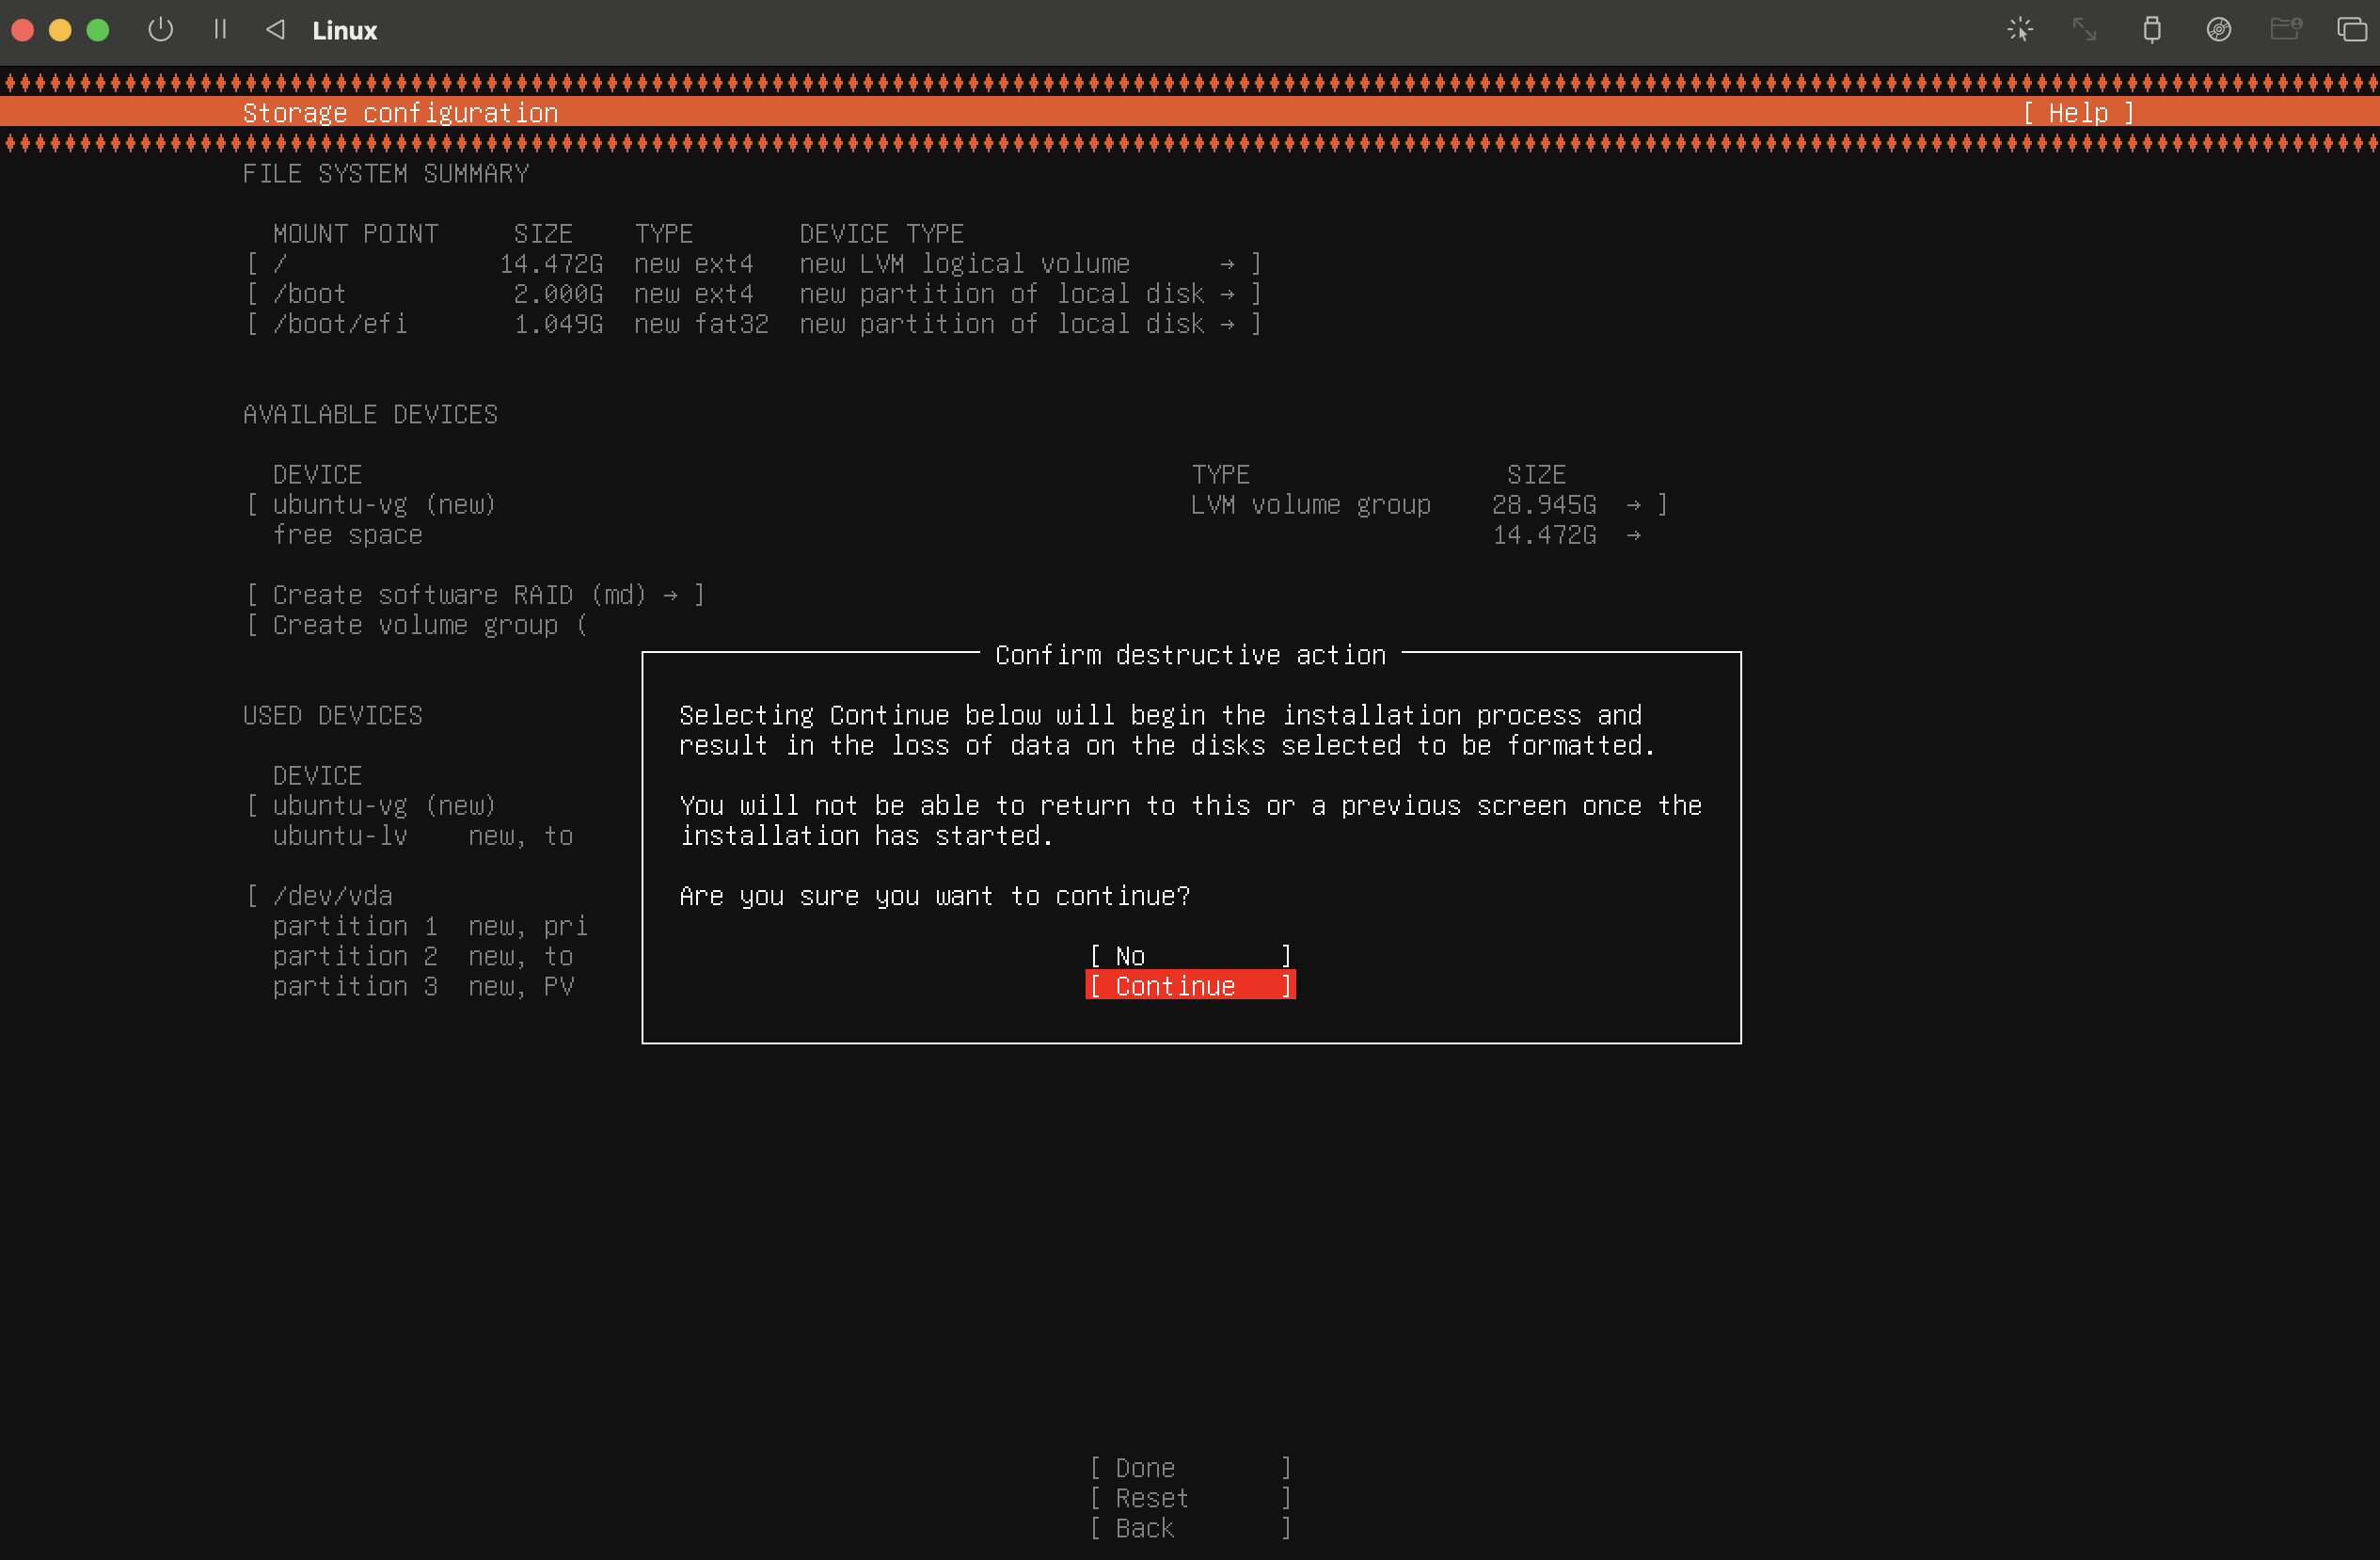 Linux
Storage configuration [ Help ]
FILE SYSTEM SUMMARY
MOUNT POINT SIZE TYPE DEVICE TYPE
[ / 14.472G new ext4 new LVM logical volume → ]
[ /boot 2.000G new ext4 new partition of local disk → ]
[ /boot/efi 1.049G new fat32 new partition of local disk → ]
AVAILABLE DEVICES
DEVICE TYPE SIZE
[ ubuntu-vg (new) LVM volume group 28.945G → ]
free space 14.472G →
[ Create software RAID (md) → ]
[ Create volume group (
USED DEVICES
DEVICE
[ ubuntu-vg (new)
ubuntu-lv new, to
[ /dev/vda
partition 1 new, pri
partition 2 new, to
partition 3 new, PV
Confirm destructive action
Selecting Continue below will begin the installation process and
result in the loss of data on the disks selected to be formatted.
You will not be able to return to this or a previous screen once the
installation has started.
Are you sure you want to continue?
[ No ]
[ Continue ]
[ Done ]
[ Reset ]
[ Back ]